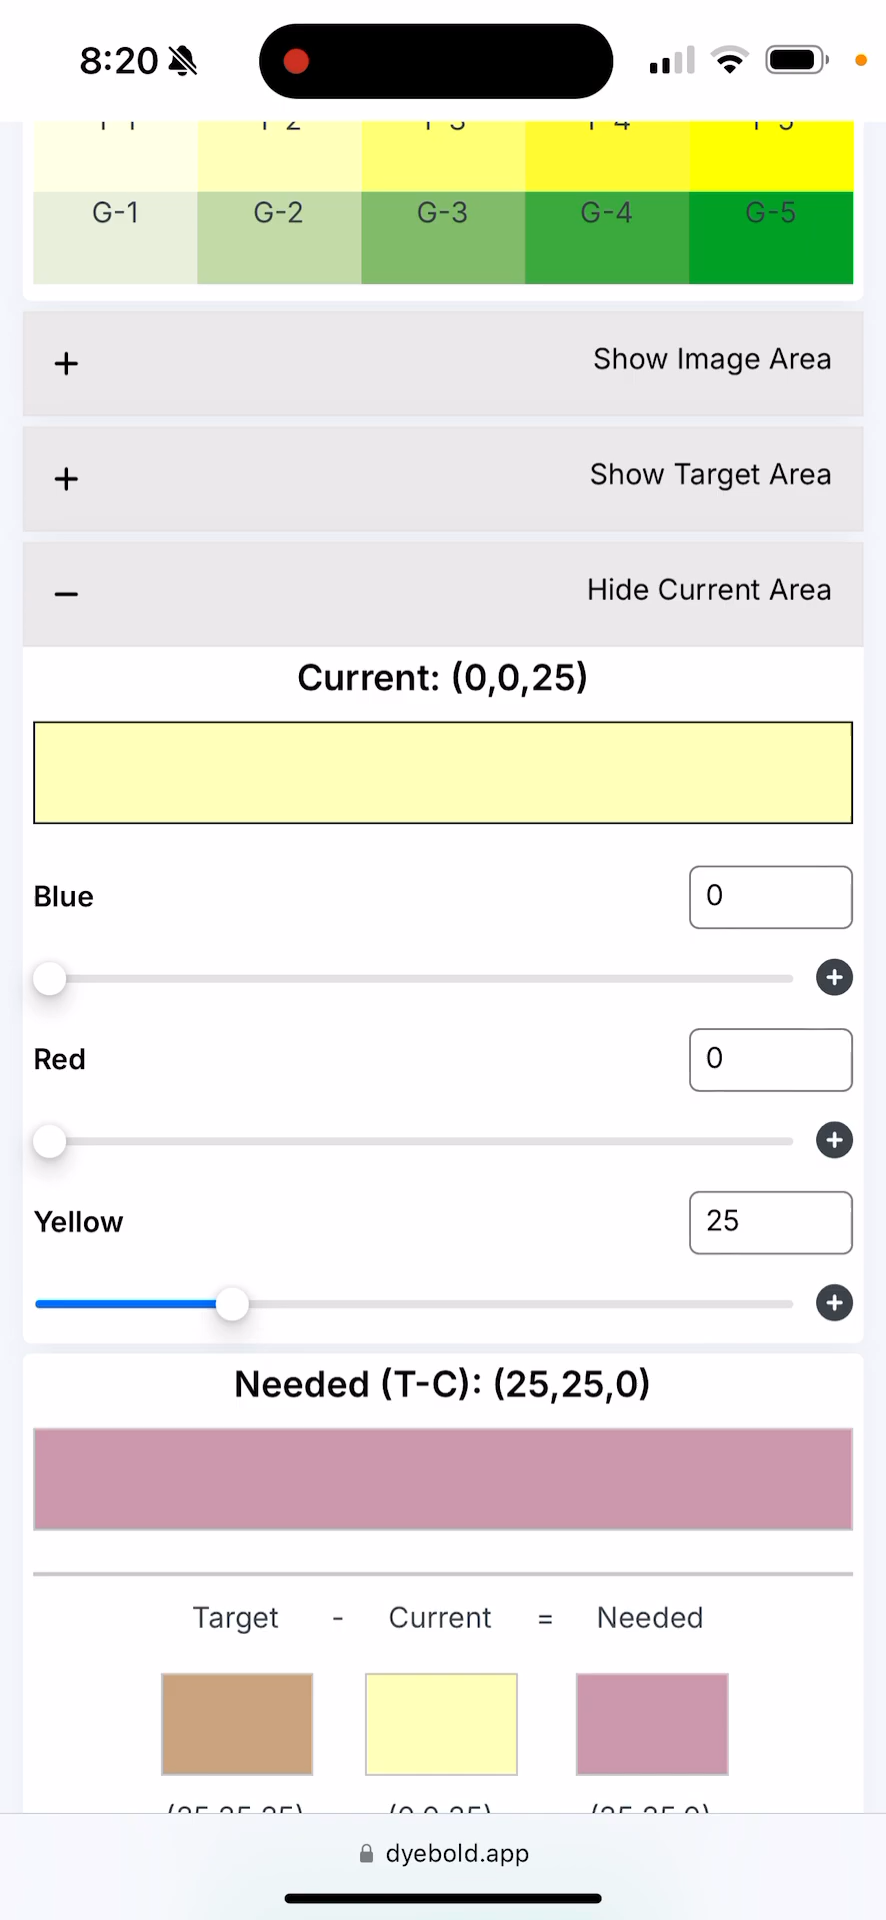 8:20
G-1 G-2 G-3 G-4 G-5
+ Show Image Area
+ Show Target Area
− Hide Current Area
Current: (0,0,25)
Blue 0
+
Red 0
+
Yellow 25
+
Needed (T-C): (25,25,0)
Target - Current = Needed
dyebold.app